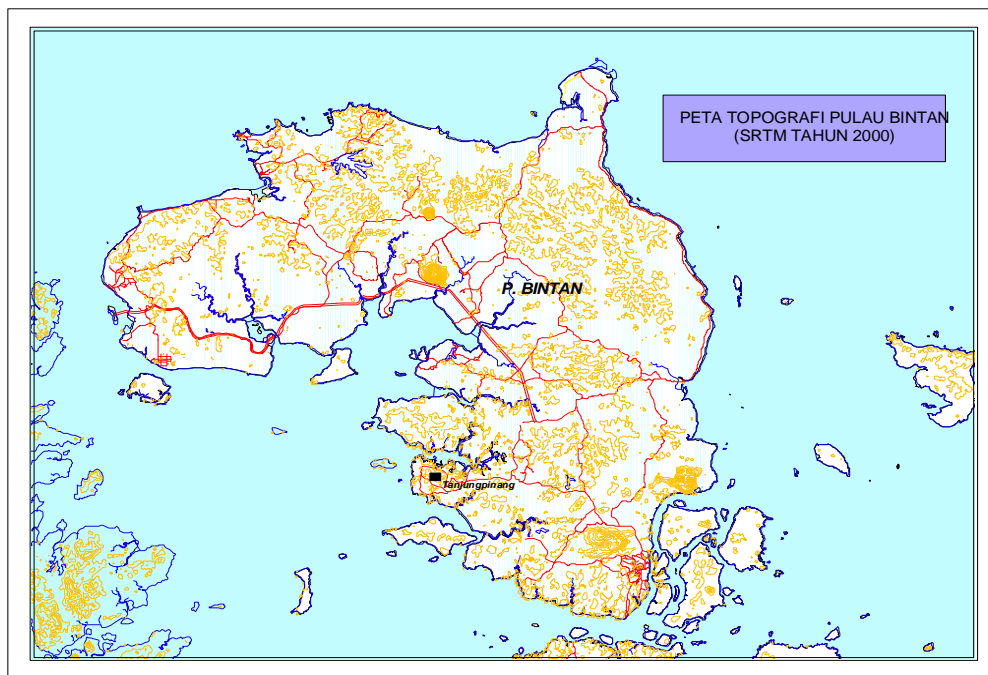 PETA TOPOGRAFI PULAU BINTAN
(SRTM TAHUN 2000)
P. BINTAN
Tanjungpinang